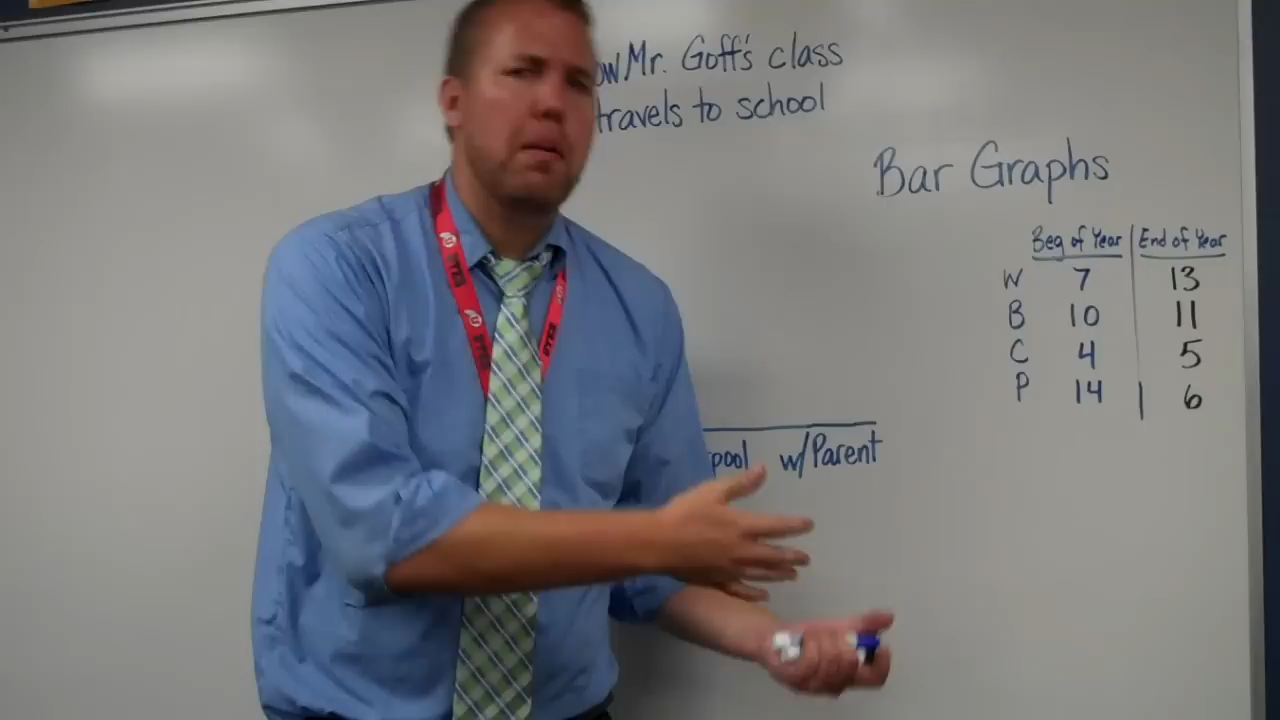 ow Mr. Goff's class
travels to school
Bar Graphs
Beg of Year End of Year
W 7 13
B 10 11
C 4 5
P 14 6
pool w/Parent